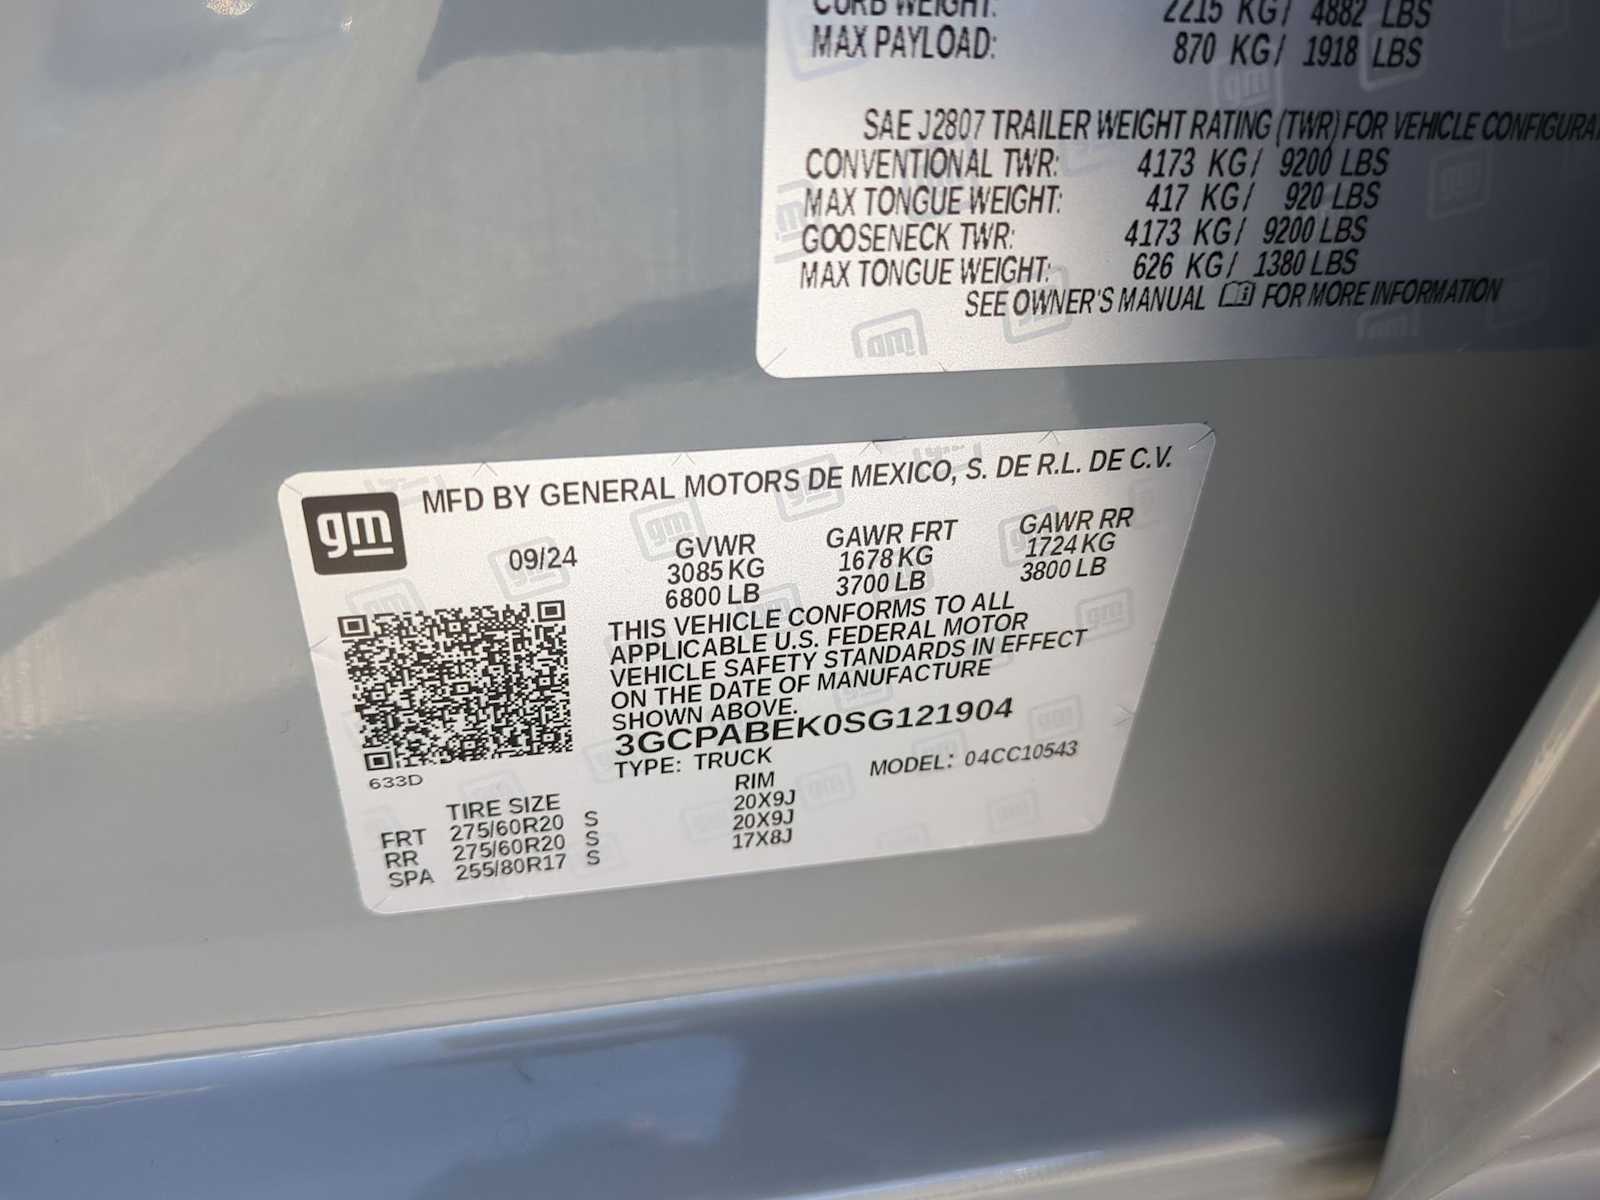 CURB WEIGHT: 2215 KG/ 4882 LBS
MAX PAYLOAD: 870 KG/ 1918 LBS
SAE J2807 TRAILER WEIGHT RATING (TWR) FOR VEHICLE
CONVENTIONAL TWR: 4173 KG/ 9200 LBS
MAX TONGUE WEIGHT: 417 KG/ 920 LBS
GOOSENECK TWR: 4173 KG/ 9200 LBS
MAX TONGUE WEIGHT: 626 KG/ 1380 LBS
SEE OWNER'S MANUAL FOR MORE INFORMATION
gm
MFD BY GENERAL MOTORS DE MEXICO, S. DE R.L. DE C.V.
09/24 GVWR GAWR FRT GAWR RR
3085 KG 1678 KG 1724 KG
6800 LB 3700 LB 3800 LB
THIS VEHICLE CONFORMS TO ALL
APPLICABLE U.S. FEDERAL MOTOR
VEHICLE SAFETY STANDARDS IN EFFECT
ON THE DATE OF MANUFACTURE
SHOWN ABOVE.
3GCPABEK0SG121904
TYPE: TRUCK MODEL: 04CC10543
633D
TIRE SIZE RIM
FRT 275/60R20 S 20X9J
RR 275/60R20 S 20X9J
SPA 255/80R17 S 17X8J